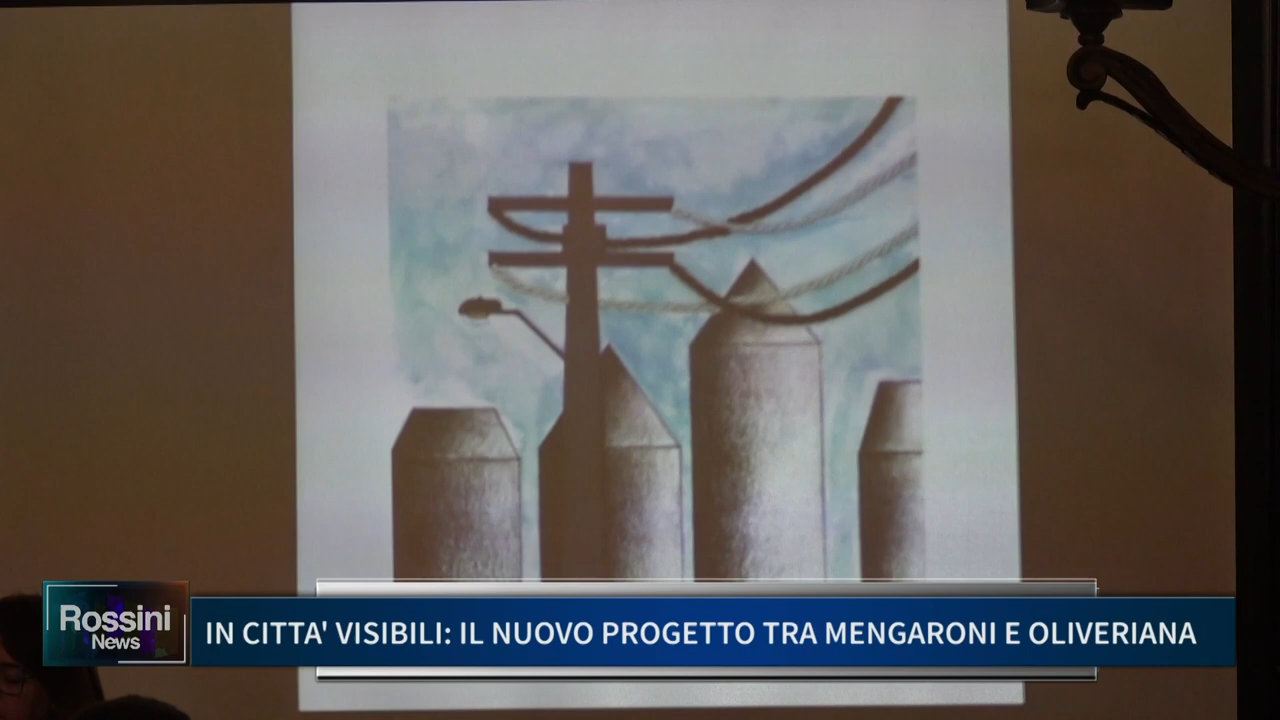 Rossini
News
IN CITTA' VISIBILI: IL NUOVO PROGETTO TRA MENGARONI E OLIVERIANA